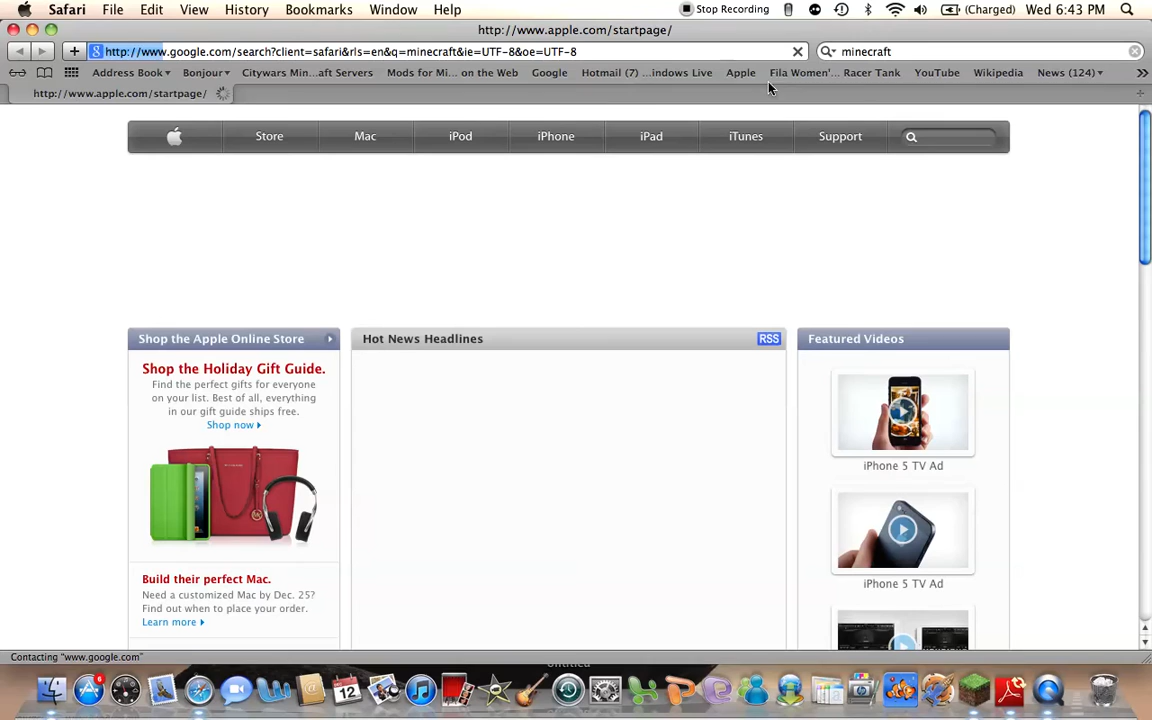 Safari File Edit View History Bookmarks Window Help Stop Recording (Charged) Wed 6:43 PM
http://www.apple.com/startpage/
http://www.google.com/search?client=safari&rls=en&q=minecraft&ie=UTF-8&oe=UTF-8 minecraft
Address Book Bonjour Citywars Min...aft Servers Mods for Mi... on the Web Google Hotmail (7) ...indows Live Apple Fila Women'... Racer Tank YouTube Wikipedia News (124)
http://www.apple.com/startpage/
Store Mac iPod iPhone iPad iTunes Support
Shop the Apple Online Store
Hot News Headlines RSS
Featured Videos
Shop the Holiday Gift Guide.
Find the perfect gifts for everyone
on your list. Best of all, everything
in our gift guide ships free.
Shop now
iPhone 5 TV Ad
iPhone 5 TV Ad
Build their perfect Mac.
Need a customized Mac by Dec. 25?
Find out when to place your order.
Learn more
Contacting "www.google.com"
Untitled
6
DEC
12